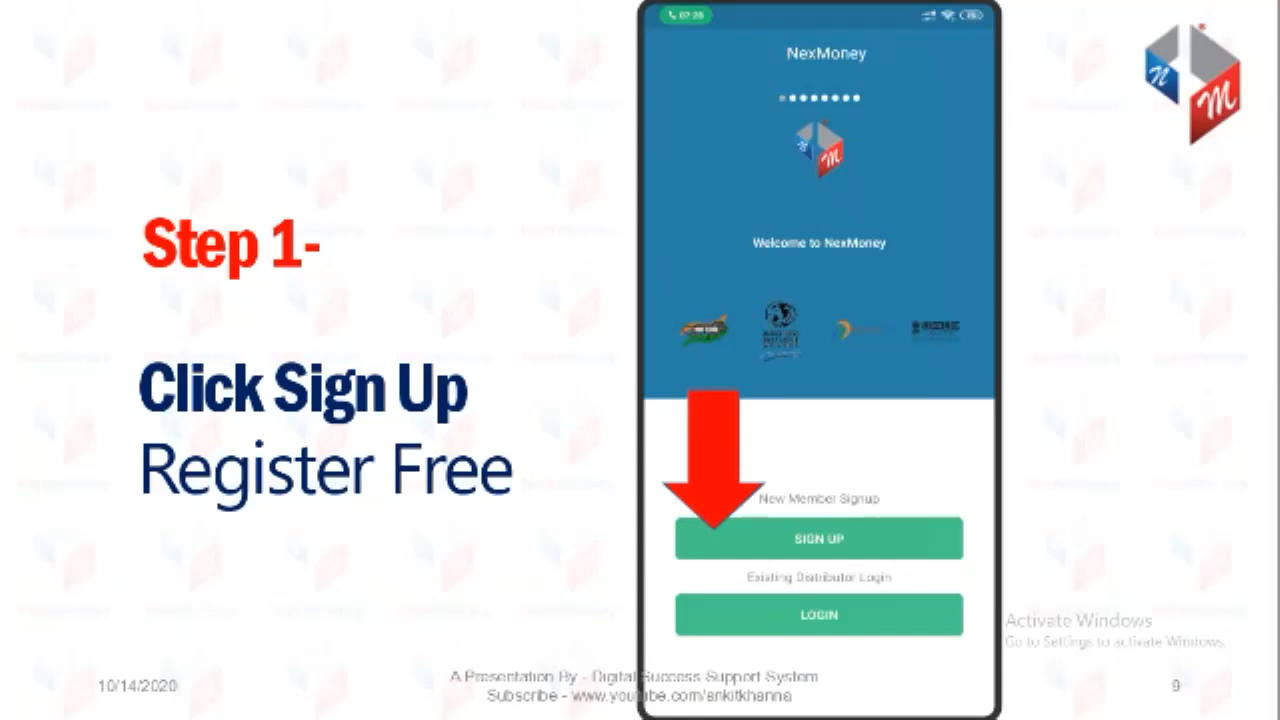 07:28
NexMoney
n
m
Welcome to NexMoney
Step 1-
Click Sign Up
Register Free
New Member Signup
SIGN UP
Existing Distributor Login
LOGIN
Activate Windows
Go to Settings to activate Windows.
10/14/2020
A Presentation By - Digital Success Support System
Subscribe - www.youtube.com/ankitkhanna
9